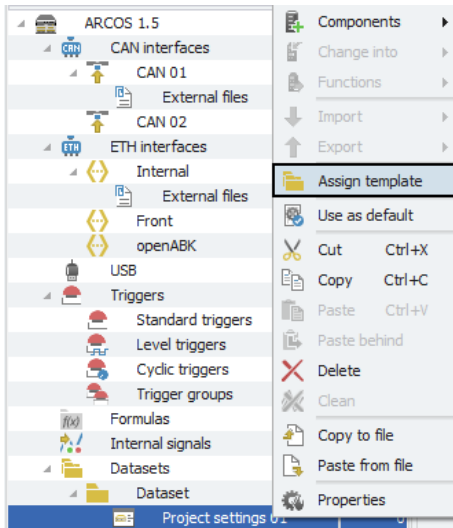 ARCOS 1.5
CAN CAN interfaces
CAN 01
External files
CAN 02
ETH ETH interfaces
Internal
External files
Front
openABK
USB
Triggers
Standard triggers
Level triggers
Cyclic triggers
Trigger groups
f(x) Formulas
Internal signals
Datasets
Dataset
Project settings 01 0
Components
Change into
Functions
Import
Export
Assign template
Use as default
Cut Ctrl+X
Copy Ctrl+C
Paste Ctrl+V
Paste behind
Delete
Clean
Copy to file
Paste from file
Properties